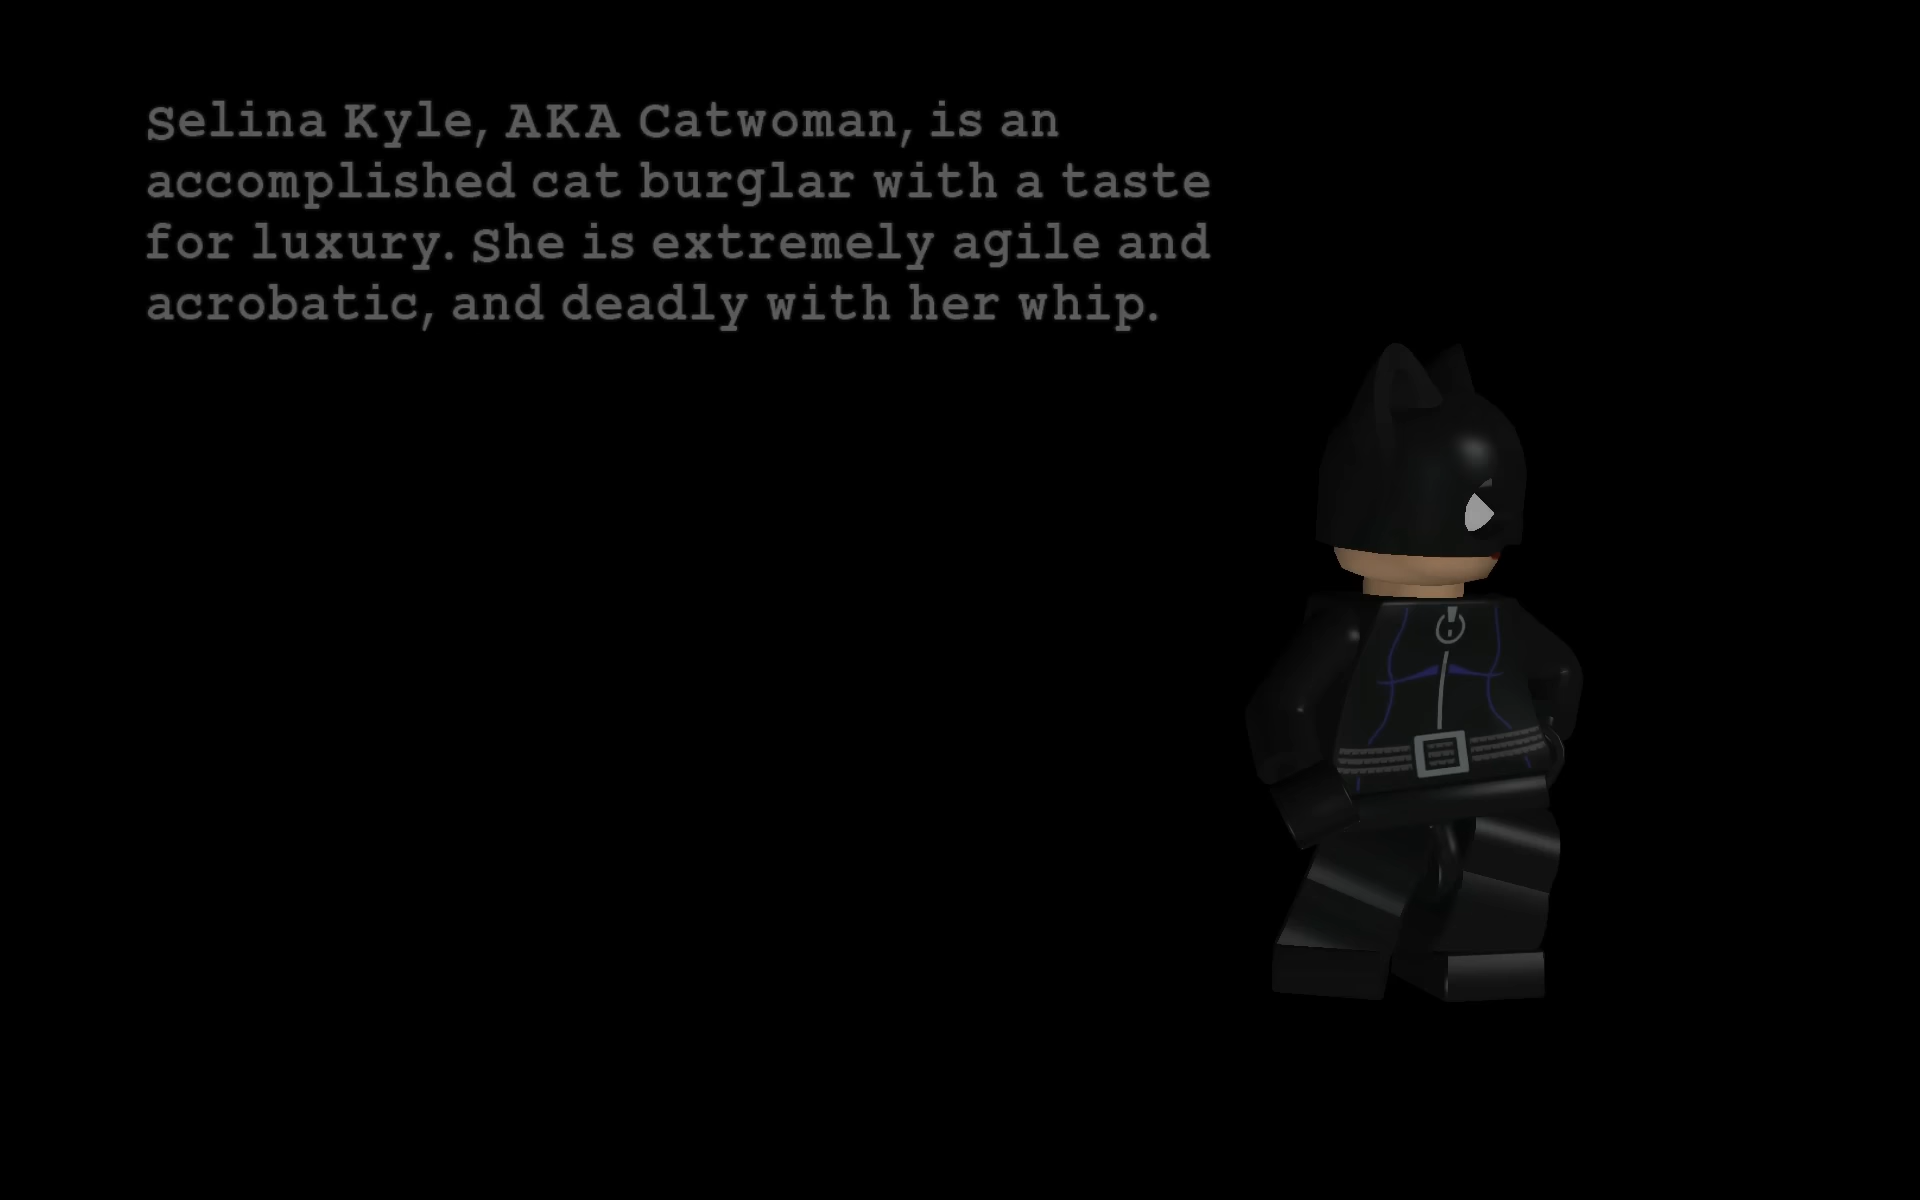 Selina Kyle, AKA Catwoman, is an
accomplished cat burglar with a taste
for luxury. She is extremely agile and
acrobatic, and deadly with her whip.